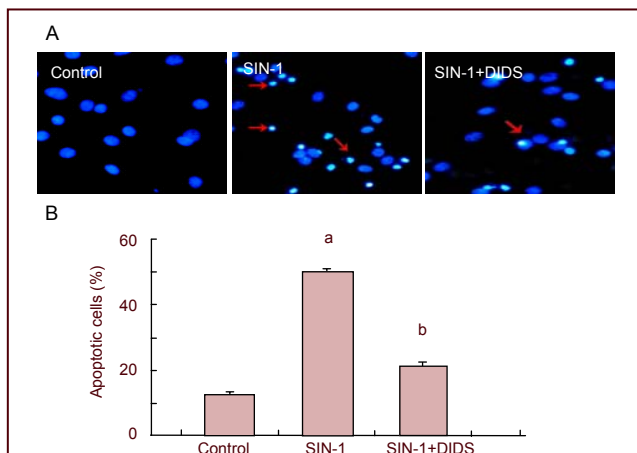 A
Control SIN-1 SIN-1+DIDS
B
Apoptotic cells (%)
60
40
20
0
a
b
Control SIN-1 SIN-1+DIDS